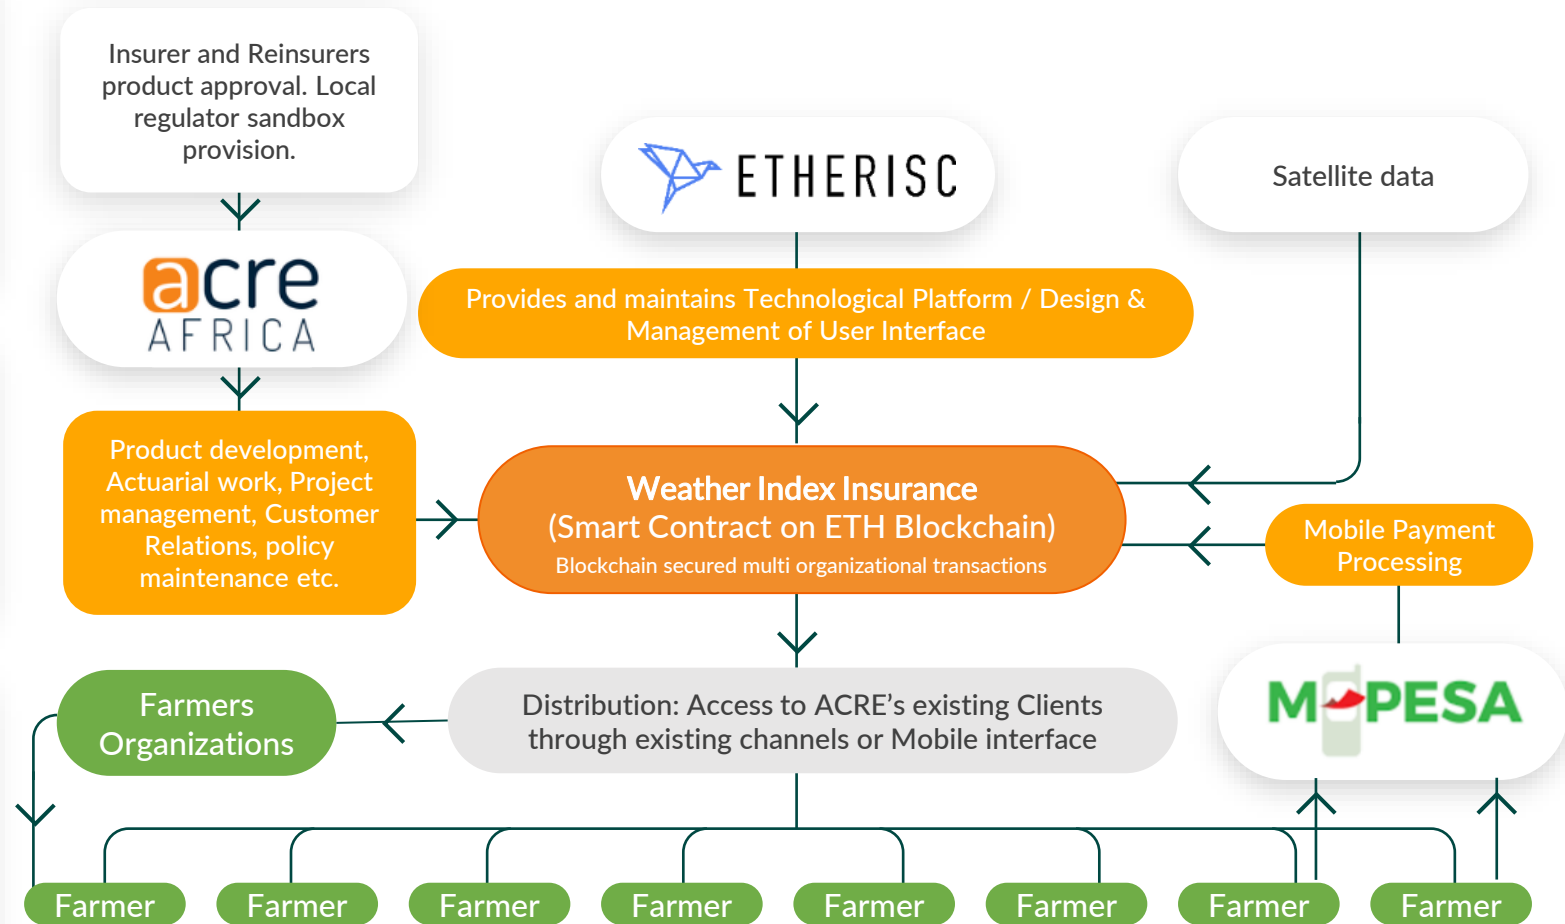 Insurer and Reinsurers
product approval. Local
regulator sandbox
provision.
ETHERISC
Satellite data
acre
AFRICA
Provides and maintains Technological Platform / Design &
Management of User Interface
Product development,
Actuarial work, Project
management, Customer
Relations, policy
maintenance etc.
Weather Index Insurance
(Smart Contract on ETH Blockchain)
Blockchain secured multi organizational transactions
Mobile Payment
Processing
Farmers
Organizations
Distribution: Access to ACRE’s existing Clients
through existing channels or Mobile interface
M-PESA
Farmer
Farmer
Farmer
Farmer
Farmer
Farmer
Farmer
Farmer